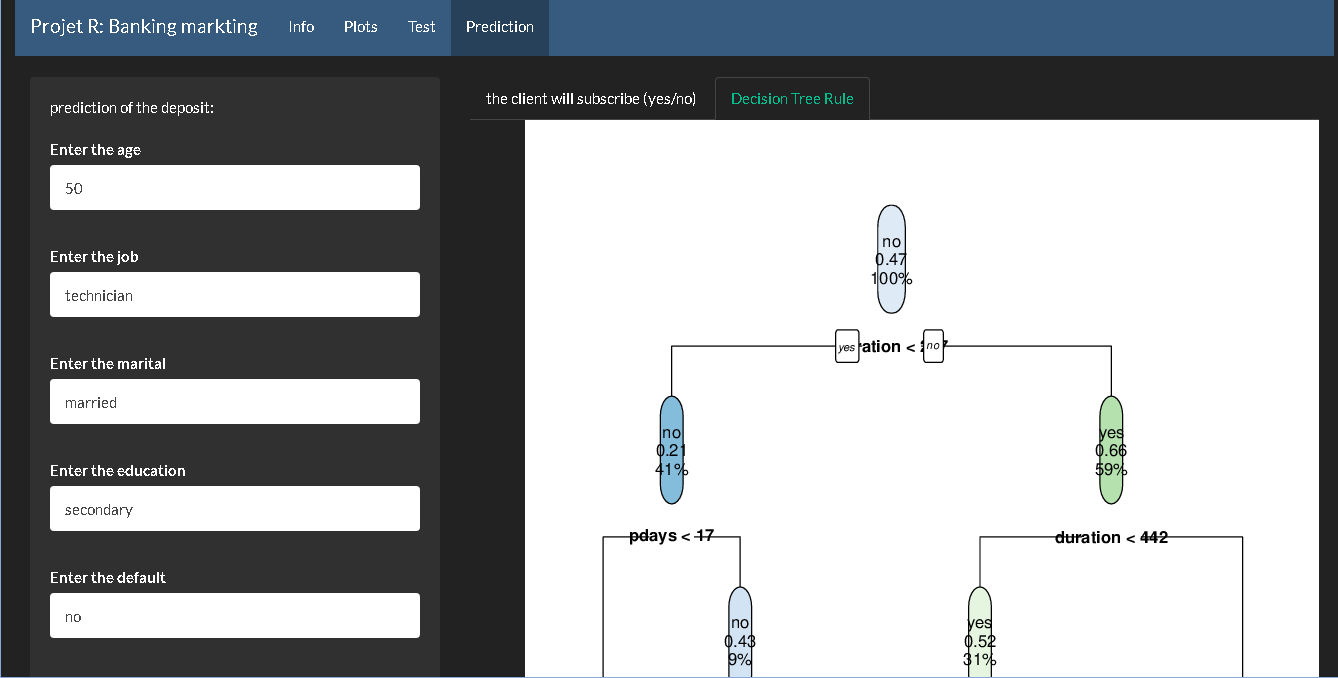 Projet R: Banking markting Info Plots Test Prediction
prediction of the deposit:
Enter the age
50
Enter the job
technician
Enter the marital
married
Enter the education
secondary
Enter the default
no
the client will subscribe (yes/no) Decision Tree Rule
no
0.47
100%
yes ation < no
no
0.21
41%
yes
0.66
59%
pdays < 17
duration < 442
no
0.43
9%
yes
0.52
31%